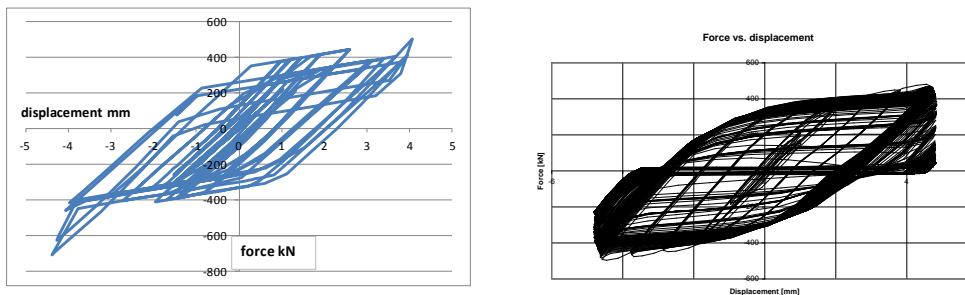 600
400
200
displacement mm
0
-5 -4 -3 -2 -1 0 1 2 3 4 5
-200
-400
-600
force kN
-800
Force vs. displacement
600
400
Force [kN]
-6 4
-400
-600
Displacement [mm]